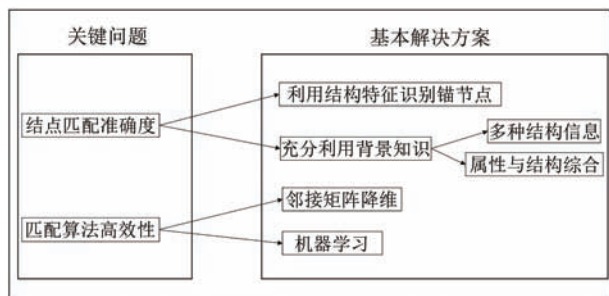 关键问题
基本解决方案
利用结构特征识别锚节点
结点匹配准确度
多种结构信息
充分利用背景知识
属性与结构综合
邻接矩阵降维
匹配算法高效性
机器学习